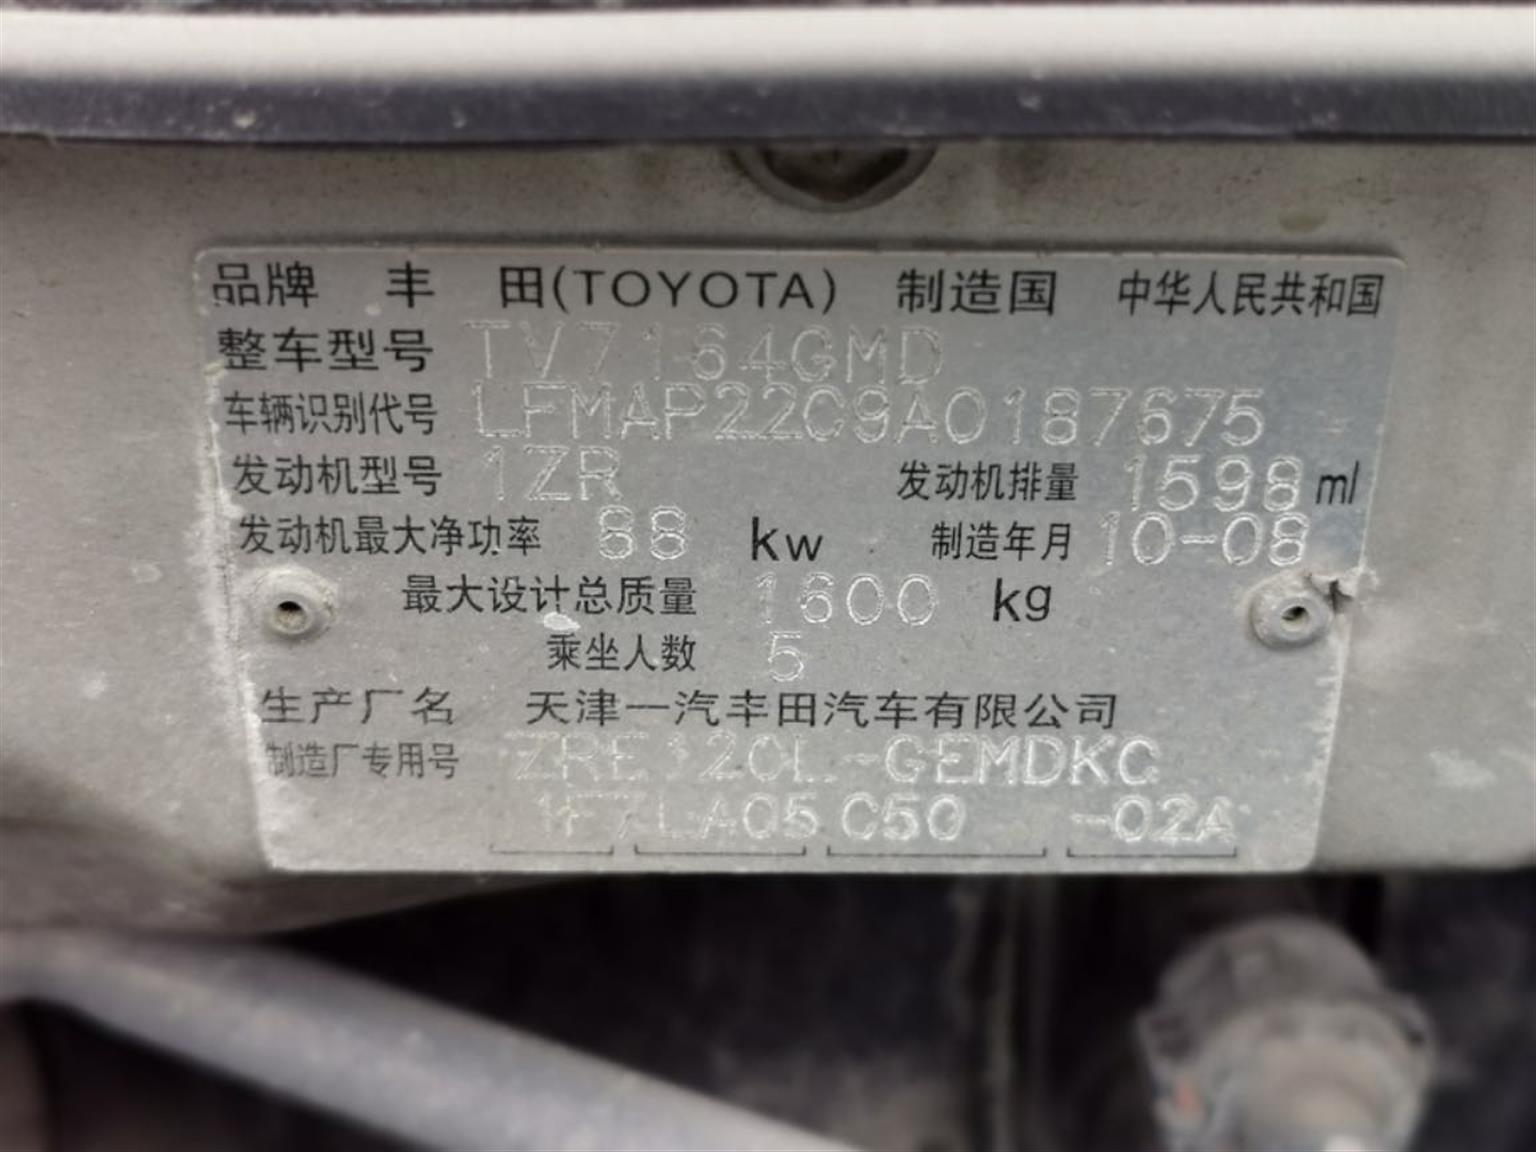 品牌 丰 田(TOYOTA) 制造国 中华人民共和国
整车型号 TV7164GMD
车辆识别代号 LFMAP22C9A0187675
发动机型号 1ZR 发动机排量 1598 ml
发动机最大净功率 88 kw 制造年月 10-08
最大设计总质量 1600 kg
乘坐人数 5
生产厂名 天津一汽丰田汽车有限公司
制造厂专用号 ZRE120L-GEMDKC
1F7 LA05 C50 -02A